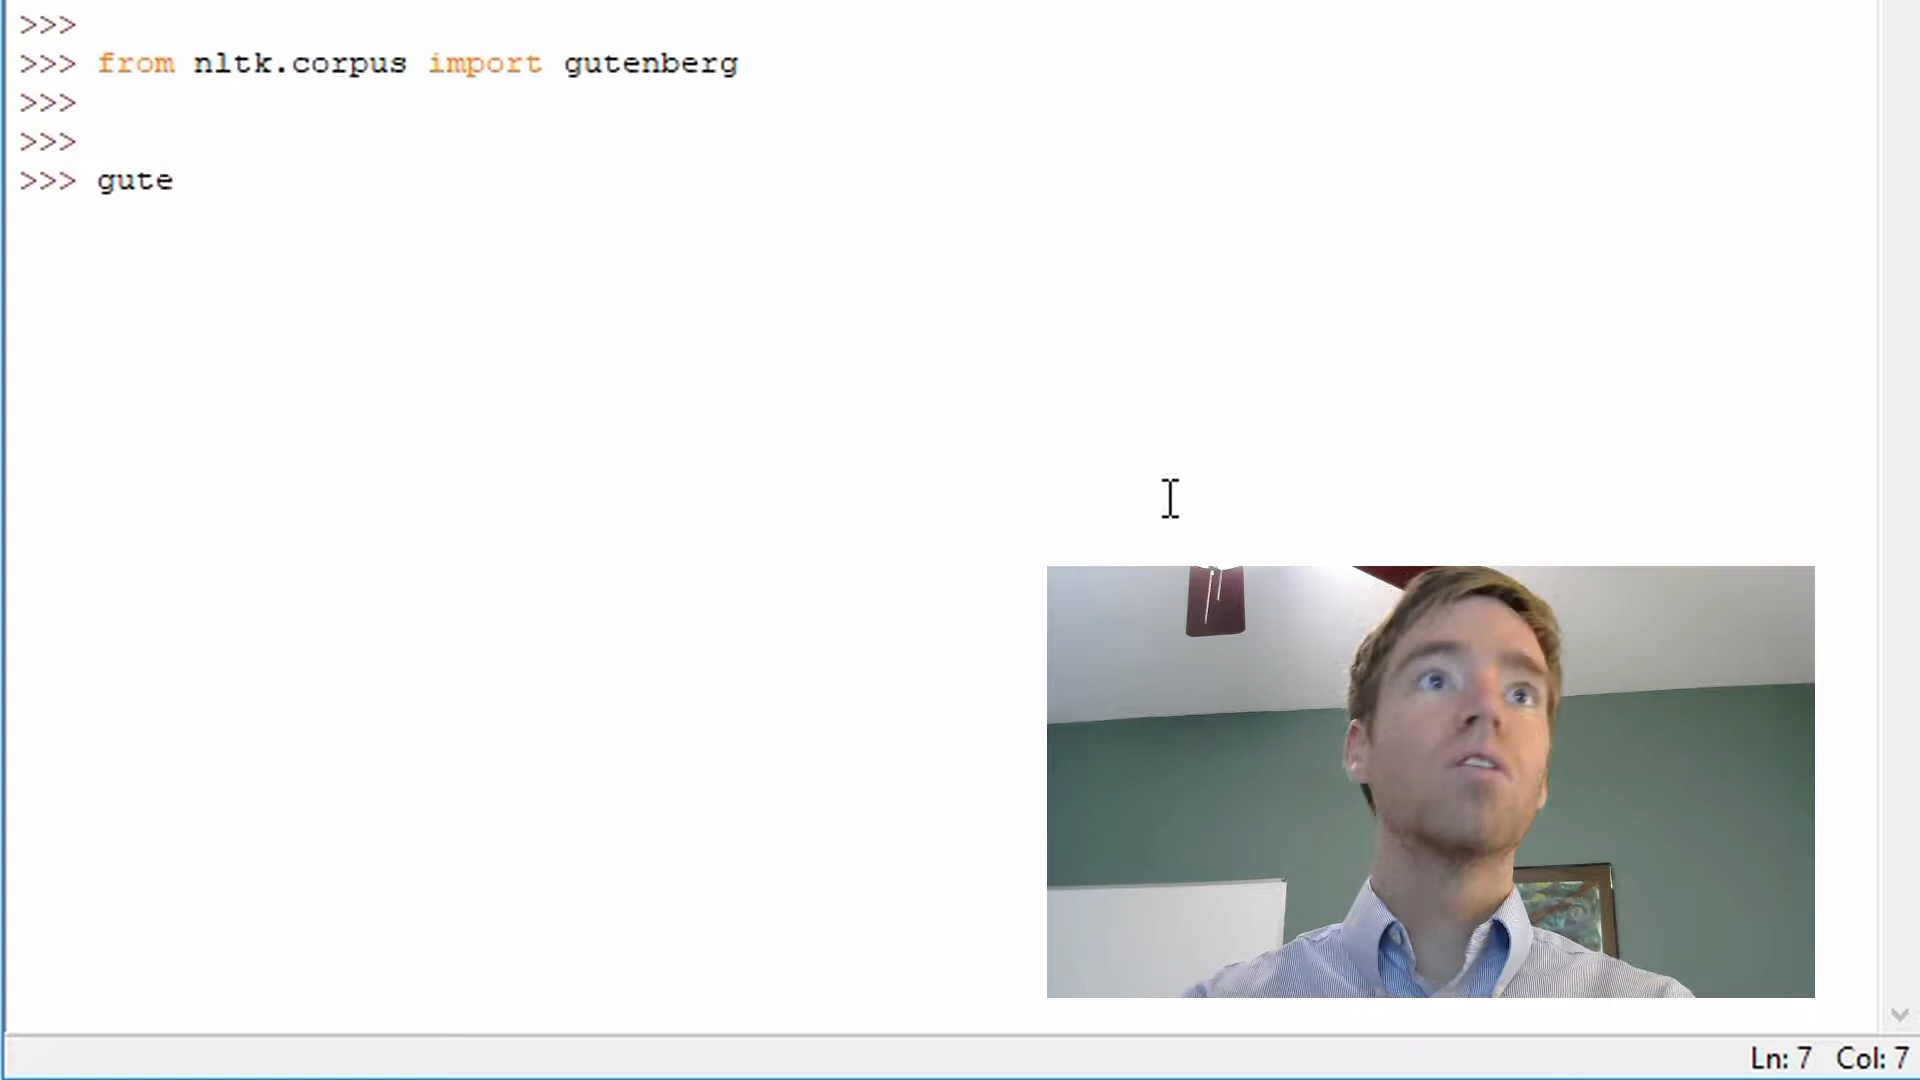 >>>
>>> from nltk.corpus import gutenberg
>>>
>>>
>>> gute
Ln: 7 Col: 7